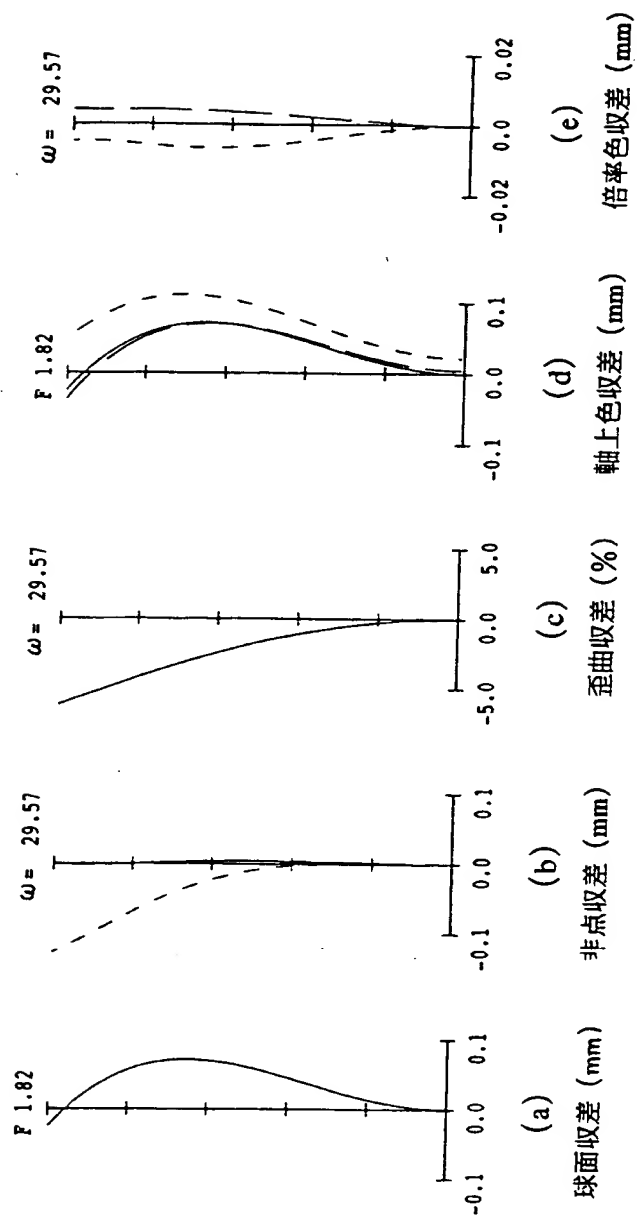 F 1.82
-0.1 0.0 0.1
(a)
球面収差 (mm)
ω= 29.57
-0.1 0.0 0.1
(b)
非点収差 (mm)
ω= 29.57
-5.0 0.0 5.0
(c)
歪曲収差 (%)
F 1.82
-0.1 0.0 0.1
(d)
軸上色収差 (mm)
ω= 29.57
-0.02 0.0 0.02
(e)
倍率色収差 (mm)